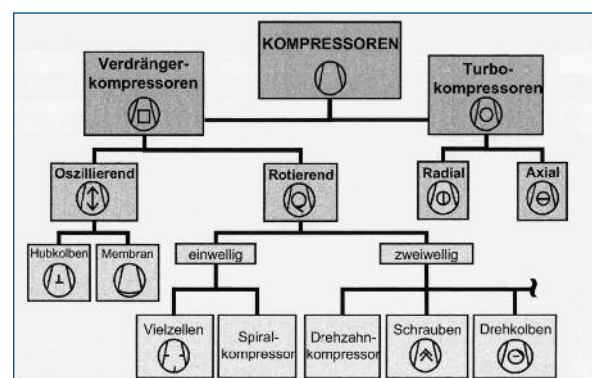 KOMPRESSOREN
Verdränger-
kompressoren
Turbo-
kompressoren
Oszillierend
Rotierend
Radial
Axial
Hubkolben
Membran
einwellig
zweiwellig
Vielzellen
Spiral-
kompressor
Drehzahn-
kompressor
Schrauben
Drehkolben